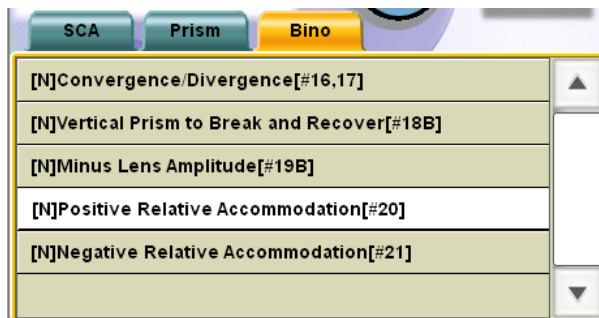 SCA Prism Bino
[N]Convergence/Divergence[#16,17]
[N]Vertical Prism to Break and Recover[#18B]
[N]Minus Lens Amplitude[#19B]
[N]Positive Relative Accommodation[#20]
[N]Negative Relative Accommodation[#21]